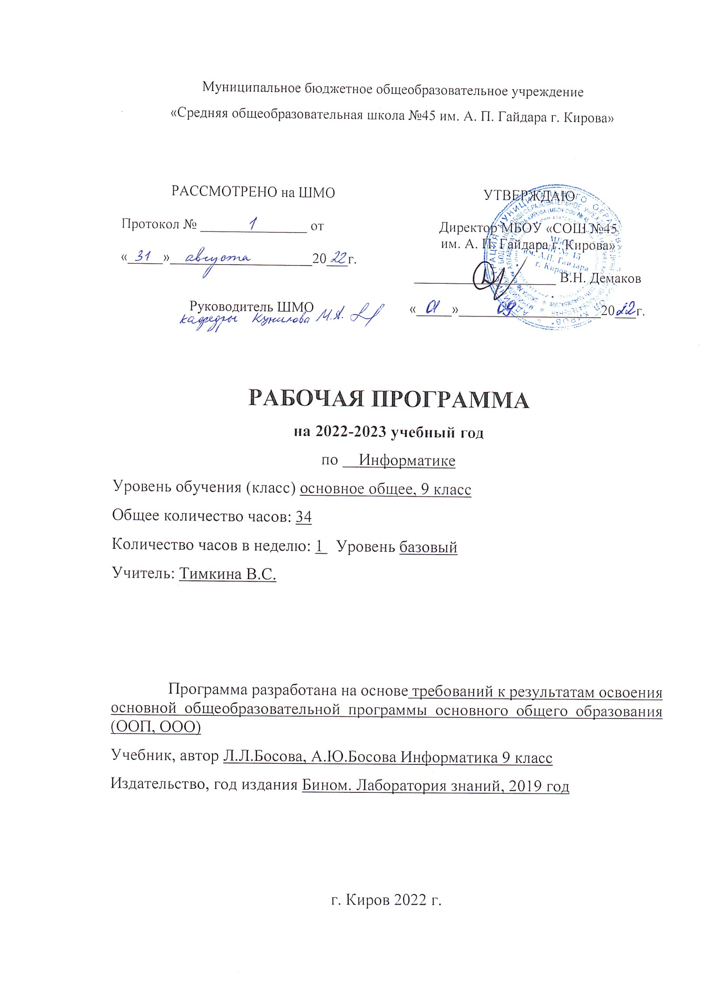 Муниципальное бюджетное общеобразовательное учреждение
«Средняя общеобразовательная школа №45 им. А. П. Гайдара г. Кирова»
РАССМОТРЕНО на ШМО
Протокол № 1 от
«31» августа 2022г.
Руководитель ШМО
кафедры Кунилова М.А.
УТВЕРЖДАЮ
Директор МБОУ «СОШ №45
им. А. П. Гайдара г. Кирова»
В.Н. Демаков
«01» 09 2022г.
им. А.П. Гайдара
г. Кирова
РАБОЧАЯ ПРОГРАММА
на 2022-2023 учебный год
по Информатике
Уровень обучения (класс) основное общее, 9 класс
Общее количество часов: 34
Количество часов в неделю: 1 Уровень базовый
Учитель: Тимкина В.С.
Программа разработана на основе требований к результатам освоения
основной общеобразовательной программы основного общего образования
(ООП, ООО)
Учебник, автор Л.Л.Босова, А.Ю.Босова Информатика 9 класс
Издательство, год издания Бином. Лаборатория знаний, 2019 год
г. Киров 2022 г.